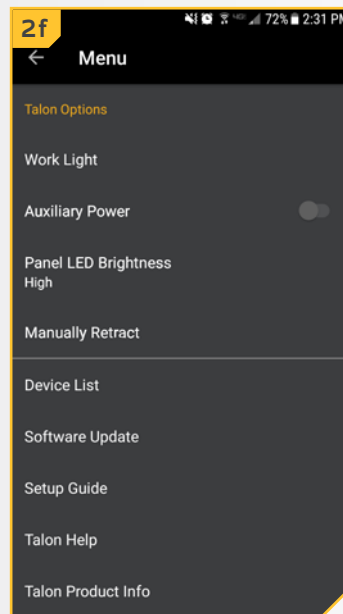 2f
72% 2:31 PM
Menu
Talon Options
Work Light
Auxiliary Power
Panel LED Brightness
High
Manually Retract
Device List
Software Update
Setup Guide
Talon Help
Talon Product Info